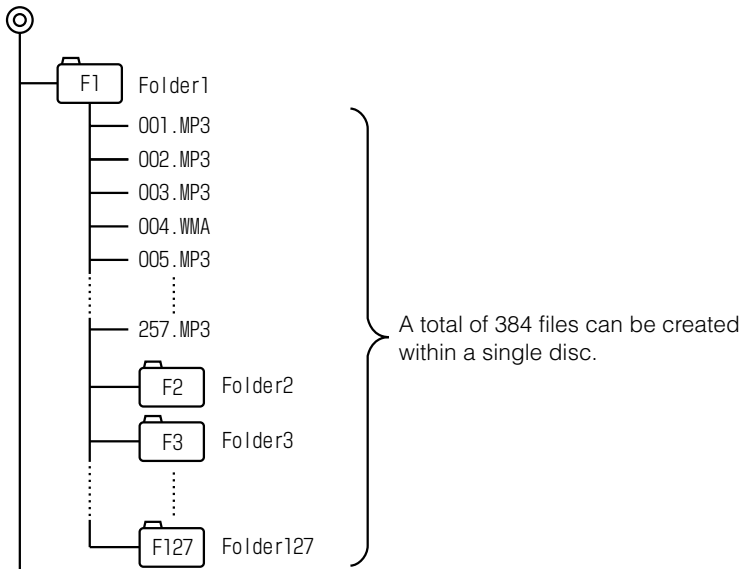 F1 Folder1
001.MP3
002.MP3
003.MP3
004.WMA
005.MP3
257.MP3
A total of 384 files can be created
within a single disc.
F2 Folder2
F3 Folder3
F127 Folder127